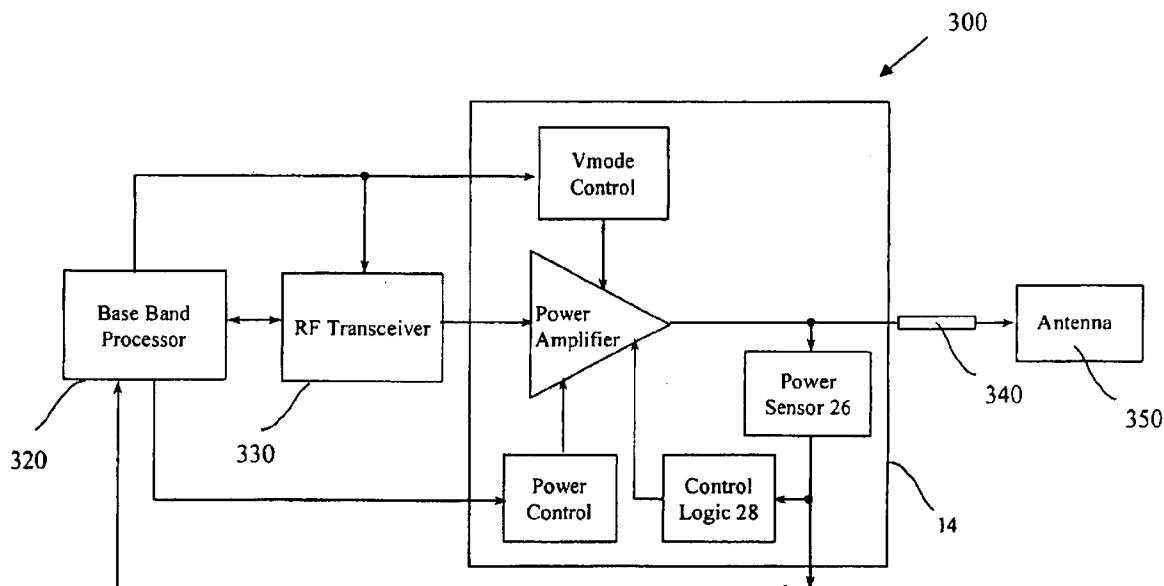 300
Vmode
Control
Base Band
Processor
RF Transceiver
Power
Amplifier
Antenna
Power
Sensor 26
340
350
320
330
Power
Control
Control
Logic 28
14